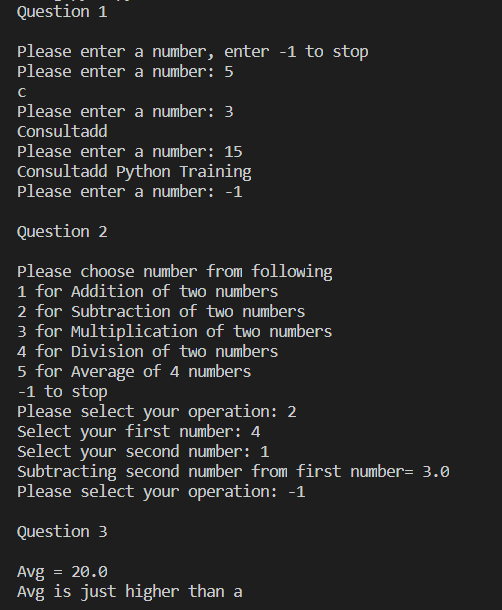 Question 1
Please enter a number, enter -1 to stop
Please enter a number: 5
c
Please enter a number: 3
Consultadd
Please enter a number: 15
Consultadd Python Training
Please enter a number: -1
Question 2
Please choose number from following
1 for Addition of two numbers
2 for Subtraction of two numbers
3 for Multiplication of two numbers
4 for Division of two numbers
5 for Average of 4 numbers
-1 to stop
Please select your operation: 2
Select your first number: 4
Select your second number: 1
Subtracting second number from first number= 3.0
Please select your operation: -1
Question 3
Avg = 20.0
Avg is just higher than a